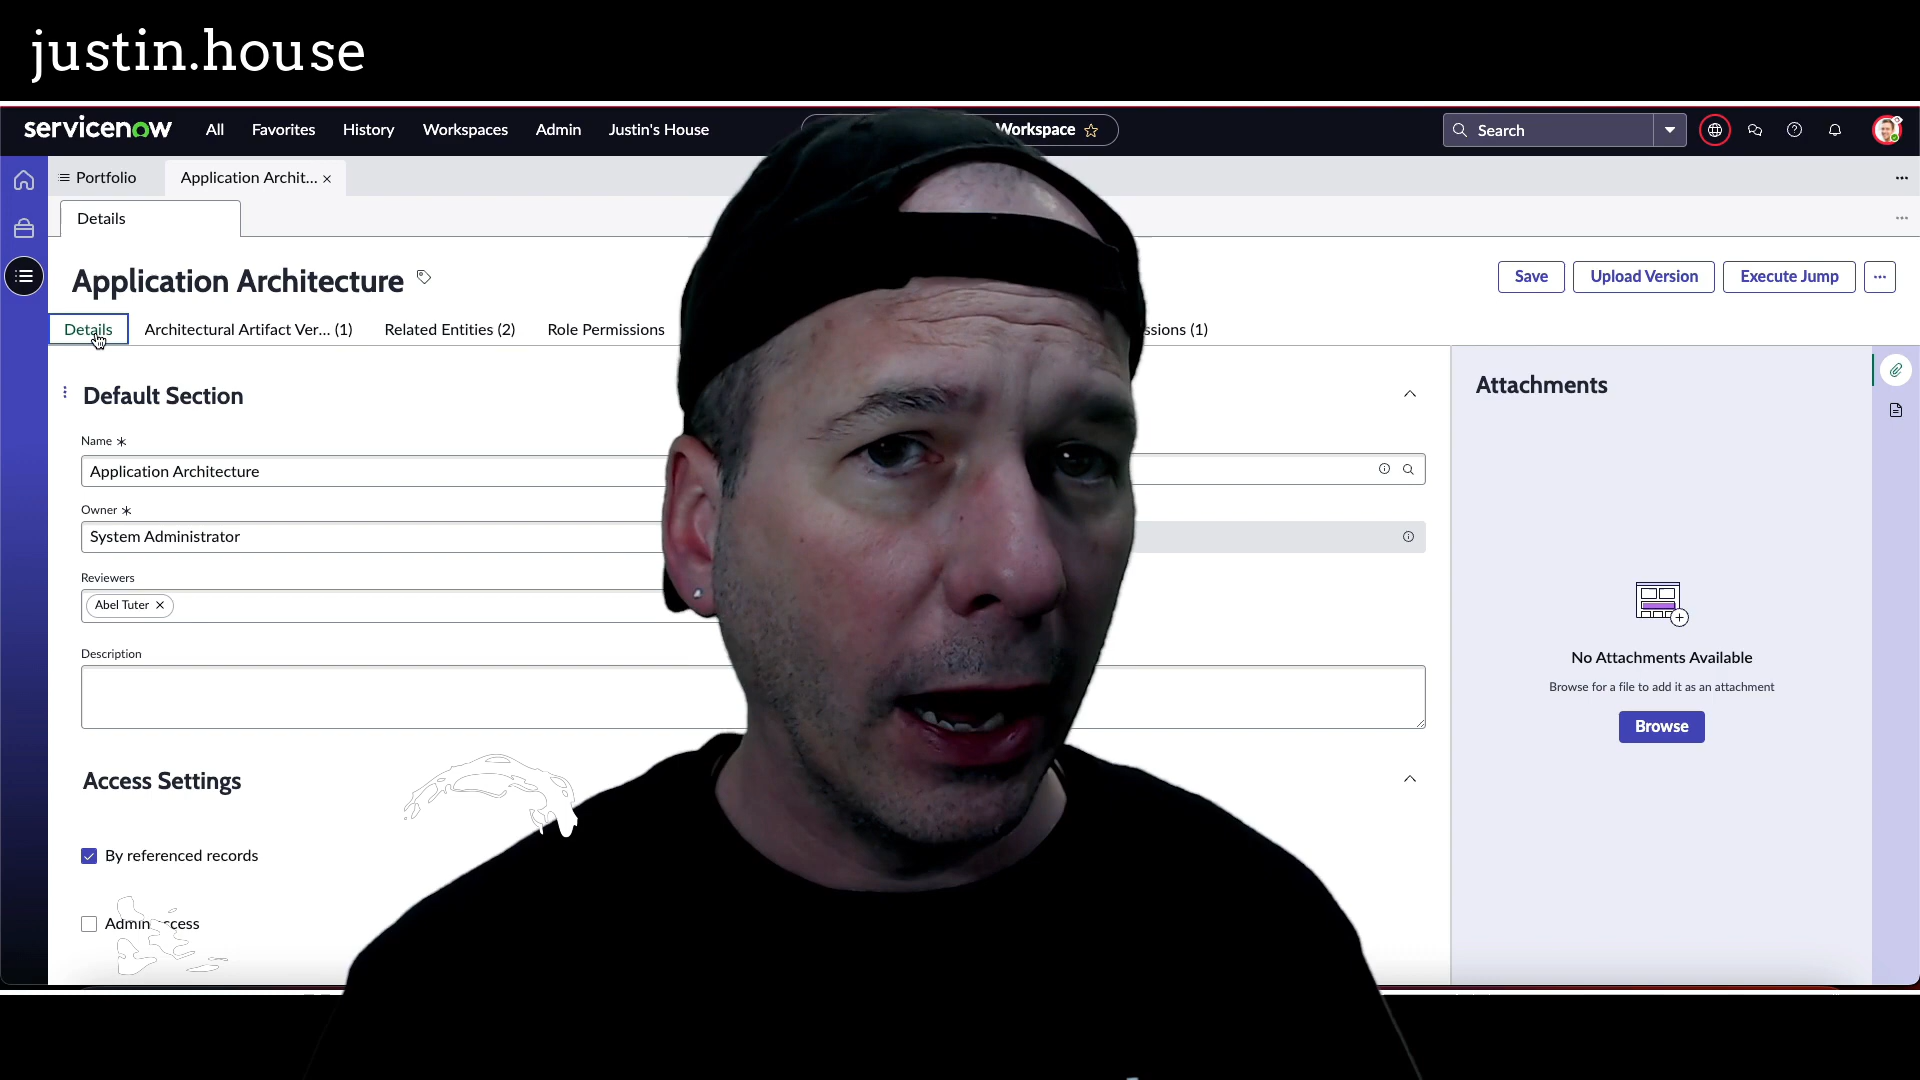 justin.house
servicenow All Favorites History Workspaces Admin Justin's House Workspace Search
Portfolio Application Archit...
Details
Application Architecture Save Upload Version Execute Jump
Details Architectural Artifact Ver... (1) Related Entities (2) Role Permissions (1)
Default Section Attachments
Name
Application Architecture
Owner
System Administrator
Reviewers
Abel Tuter
Description
No Attachments Available
Browse for a file to add it as an attachment
Browse
Access Settings
By referenced records